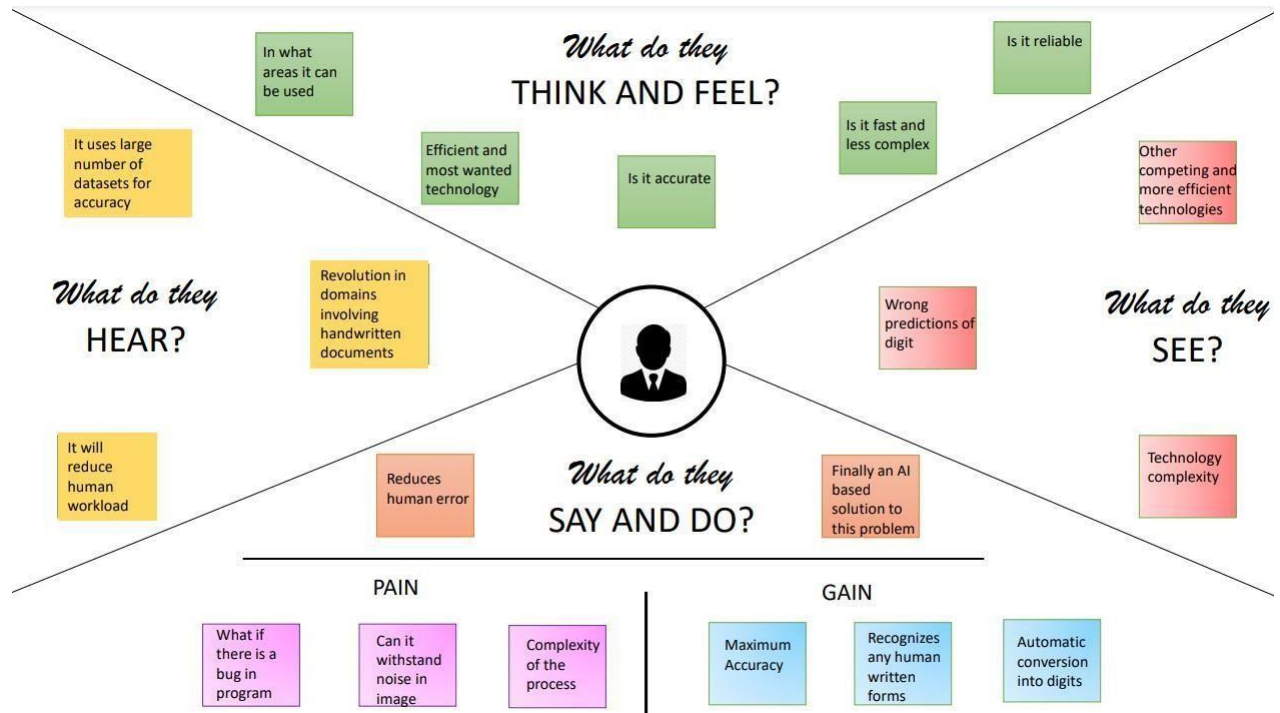 What do they
THINK AND FEEL?
In what
areas it can
be used
Efficient and
most wanted
technology
Is it accurate
Is it fast and
less complex
Is it reliable
It uses large
number of
datasets for
accuracy
What do they
HEAR?
Revolution in
domains
involving
handwritten
documents
It will
reduce
human
workload
Other
competing and
more efficient
technologies
Wrong
predictions of
digit
What do they
SEE?
Technology
complexity
What do they
SAY AND DO?
Reduces
human error
Finally an AI
based
solution to
this problem
PAIN
What if
there is a
bug in
program
Can it
withstand
noise in
image
Complexity
of the
process
GAIN
Maximum
Accuracy
Recognizes
any human
written
forms
Automatic
conversion
into digits